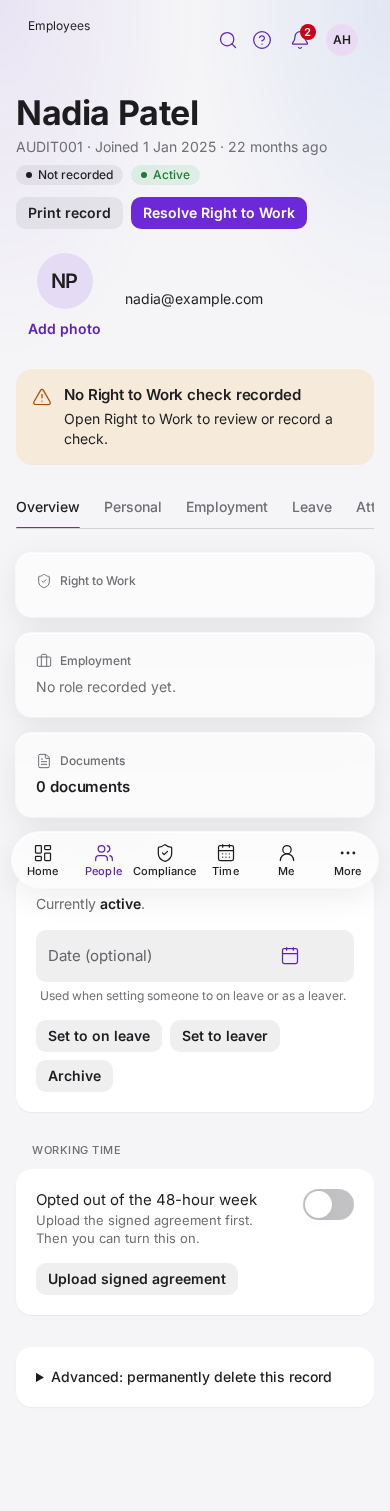 Employees
2
AH
Nadia Patel
AUDIT001 · Joined 1 Jan 2025 · 22 months ago
Not recorded
Active
Print record
Resolve Right to Work
NP
nadia@example.com
Add photo
No Right to Work check recorded
Open Right to Work to review or record a
check.
Overview
Personal
Employment
Leave
Att
Right to Work
Employment
No role recorded yet.
Documents
0 documents
Home
People
Compliance
Time
Me
More
Currently active.
Date (optional)
Used when setting someone to on leave or as a leaver.
Set to on leave
Set to leaver
Archive
WORKING TIME
Opted out of the 48-hour week
Upload the signed agreement first.
Then you can turn this on.
Upload signed agreement
Advanced: permanently delete this record